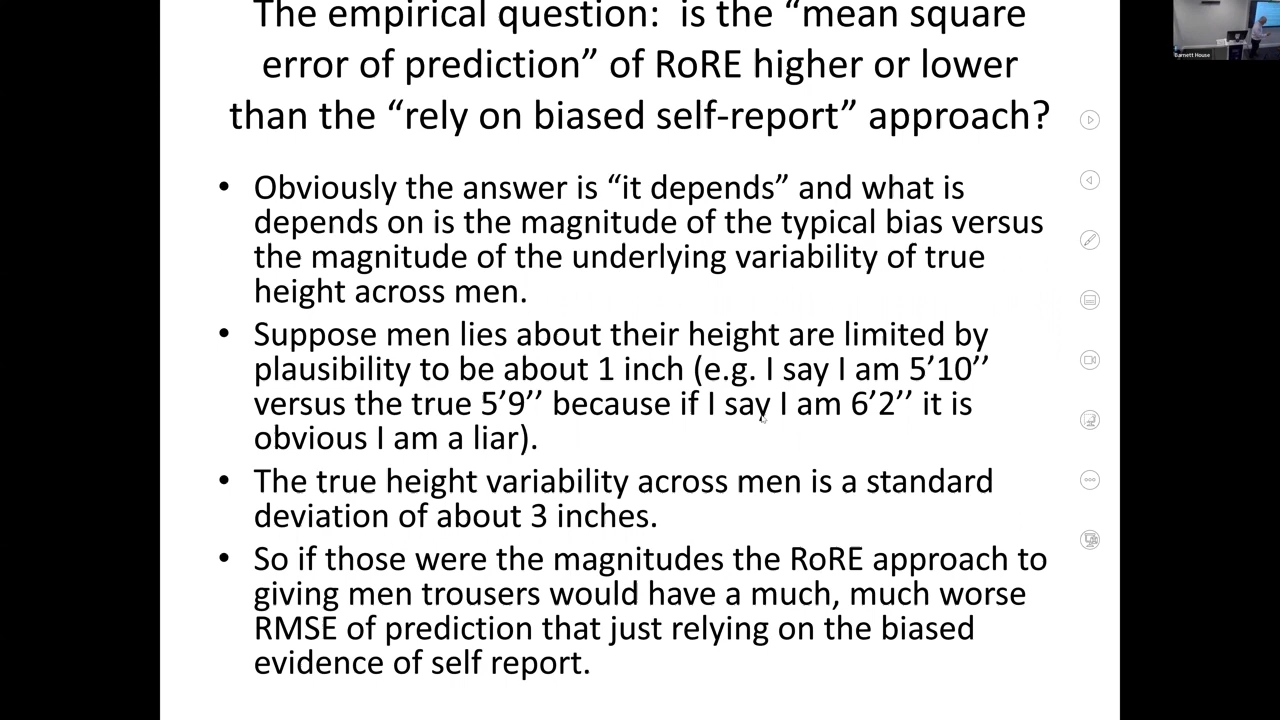 The empirical question: is the “mean square
error of prediction” of RoRE higher or lower
than the “rely on biased self-report” approach?
• Obviously the answer is “it depends” and what is
depends on is the magnitude of the typical bias versus
the magnitude of the underlying variability of true
height across men.
• Suppose men lies about their height are limited by
plausibility to be about 1 inch (e.g. I say I am 5’10’’
versus the true 5’9’’ because if I say I am 6’2’’ it is
obvious I am a liar).
• The true height variability across men is a standard
deviation of about 3 inches.
• So if those were the magnitudes the RoRE approach to
giving men trousers would have a much, much worse
RMSE of prediction that just relying on the biased
evidence of self report.
Barnett House